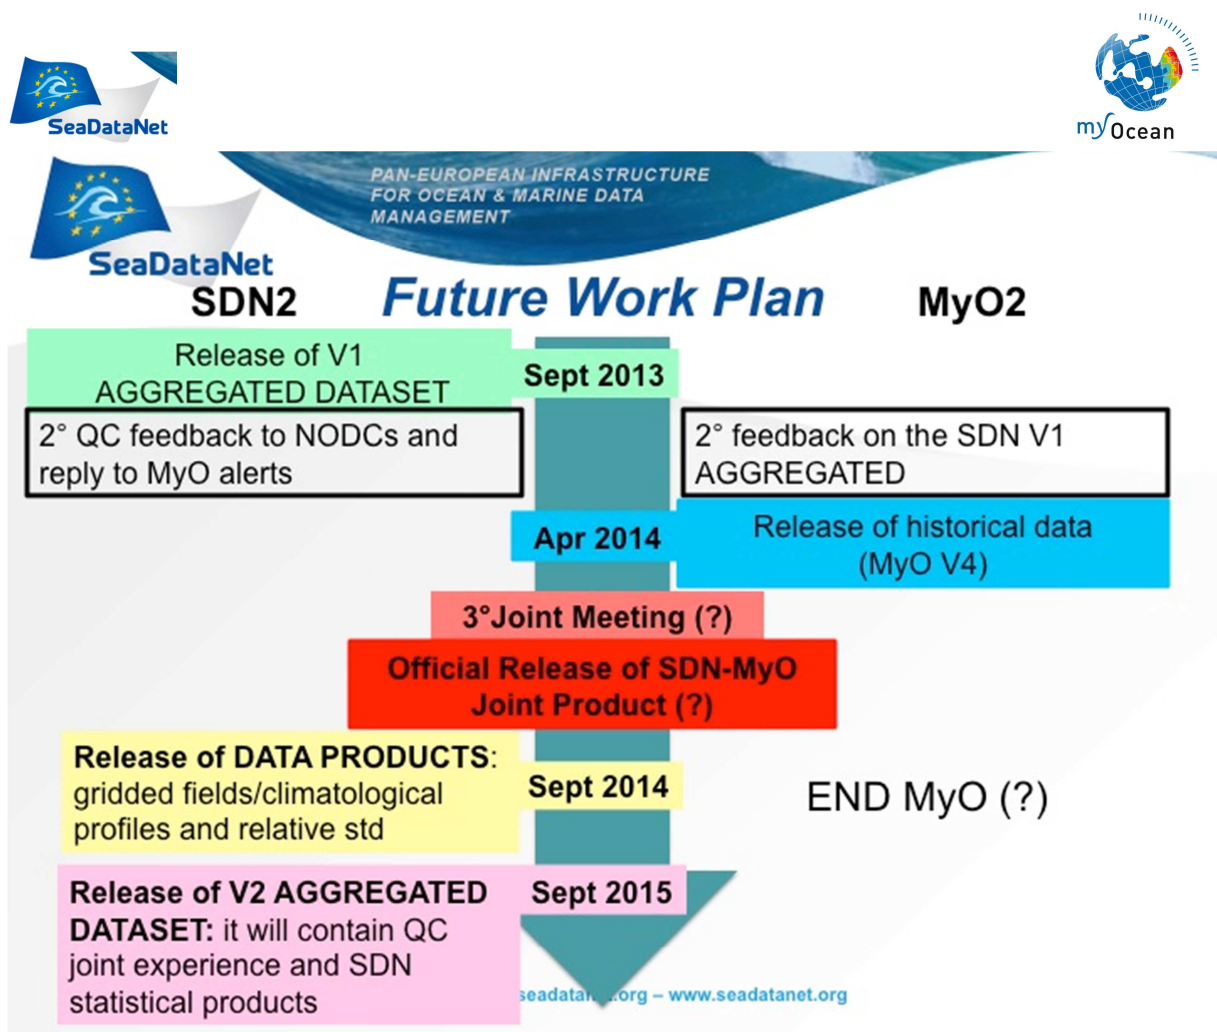 SeaDataNet
myOcean
PAN-EUROPEAN INFRASTRUCTURE
FOR OCEAN & MARINE DATA
MANAGEMENT
SeaDataNet
SDN2
Future Work Plan
MyO2
Release of V1
AGGREGATED DATASET
Sept 2013
2° QC feedback to NODCs and
reply to MyO alerts
2° feedback on the SDN V1
AGGREGATED
Apr 2014
Release of historical data
(MyO V4)
3°Joint Meeting (?)
Official Release of SDN-MyO
Joint Product (?)
Release of DATA PRODUCTS:
gridded fields/climatological
profiles and relative std
Sept 2014
END MyO (?)
Release of V2 AGGREGATED
DATASET: it will contain QC
joint experience and SDN
statistical products
Sept 2015
.org – www.seadatanet.org